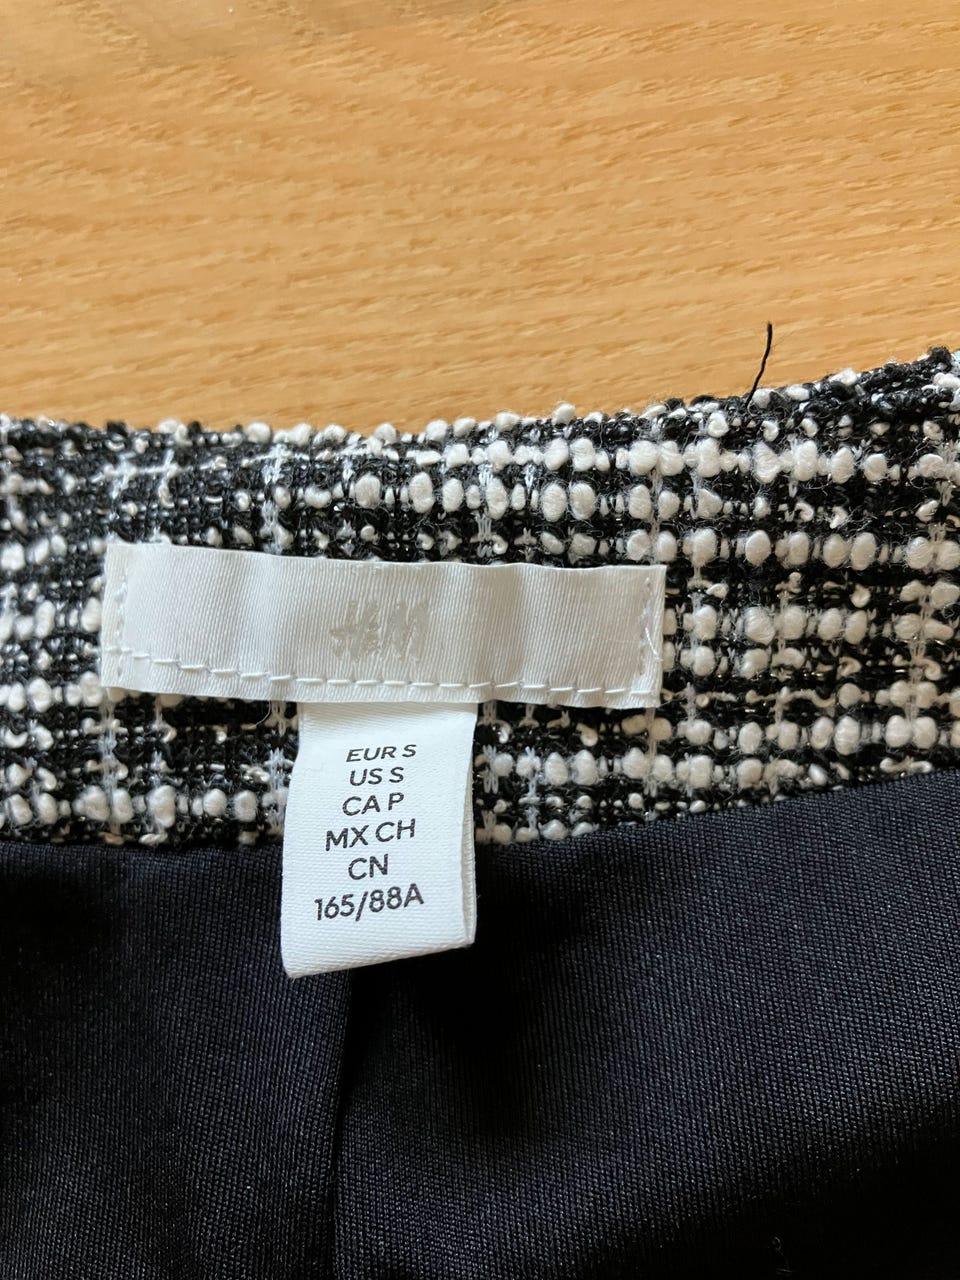 H&M
EUR S
US S
CA P
MX CH
CN
165/88A